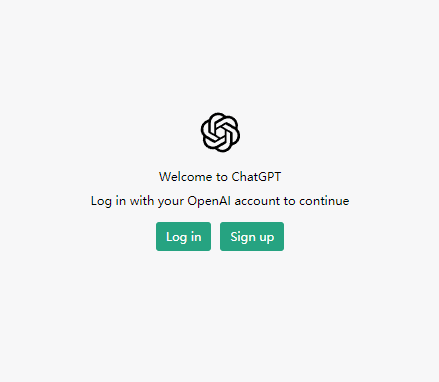 Welcome to ChatGPT
Log in with your OpenAI account to continue
Log in Sign up